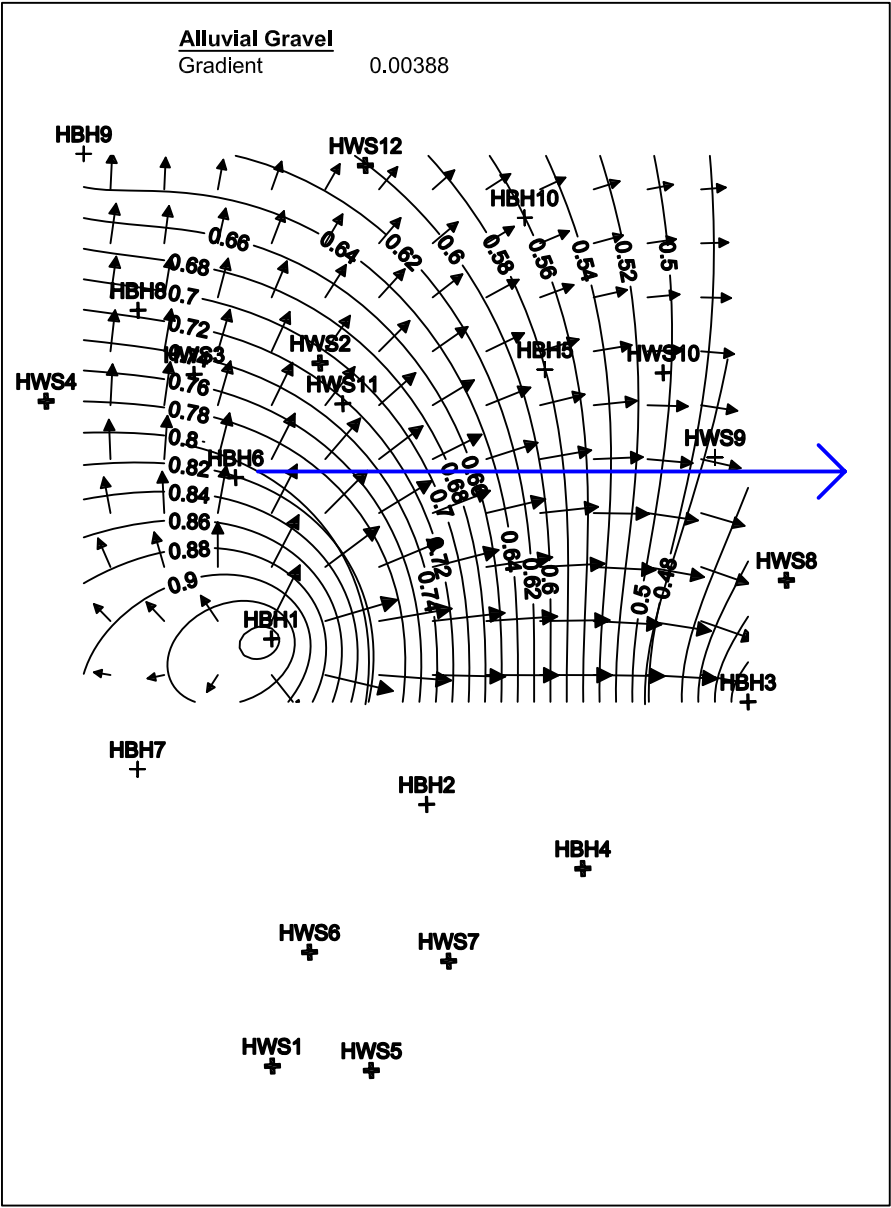 Alluvial Gravel
Gradient 0.00388
HBH9
HWS12
HBH10
0.66
0.64
0.62
0.6
0.58
0.56
0.54
0.52
0.5
0.68
HBH8
0.7
0.72
HWS3
HWS2
HBH5
HWS10
HWS4
0.76
HWS11
0.78
0.8
HWS9
0.82
HBH6
0.68
0.66
0.84
0.7
0.86
0.88
0.72
0.64
HWS8
0.9
0.74
0.62
0.6
0.5
0.48
HBH1
HBH3
HBH7
HBH2
HBH4
HWS6
HWS7
HWS1
HWS5